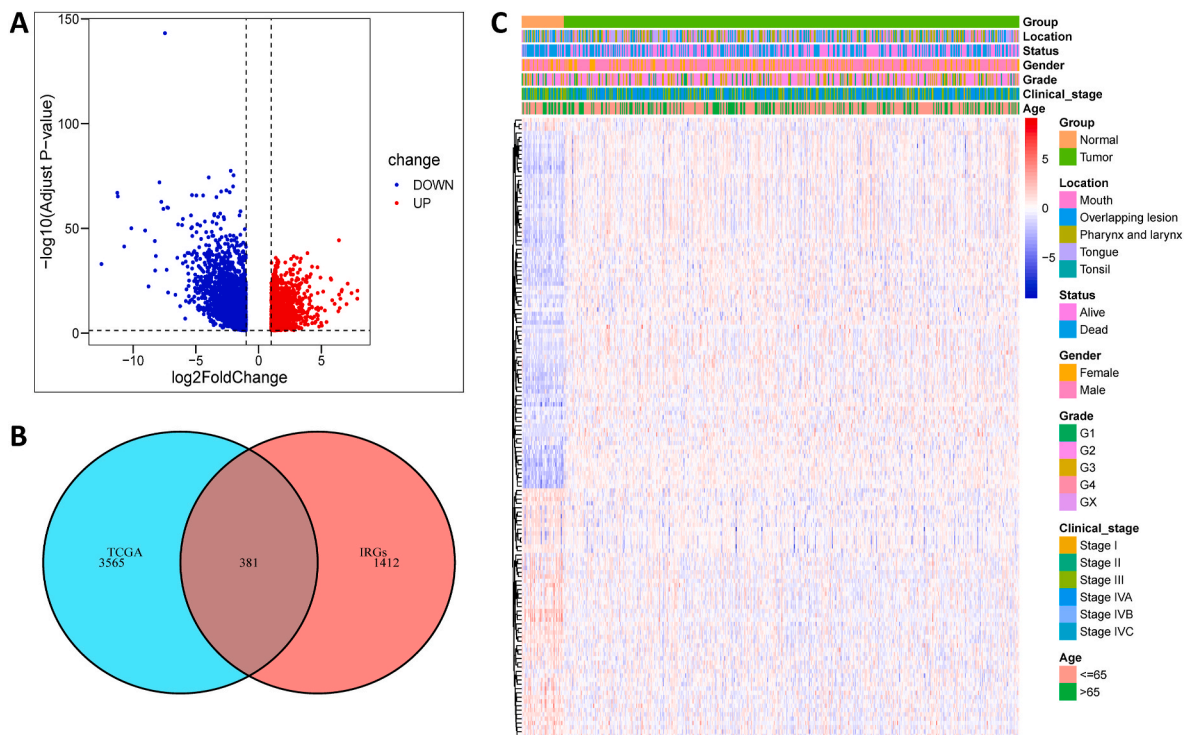 A
150
100
50
0
−log10(Adjust P−value)
−10
−5
0
5
log2FoldChange
change
DOWN
UP
B
TCGA
3565
381
IRGs
1412
C
Group
Location
Status
Gender
Grade
Clinical_stage
Age
5
0
−5
Group
Normal
Tumor
Location
Mouth
Overlapping lesion
Pharynx and larynx
Tongue
Tonsil
Status
Alive
Dead
Gender
Female
Male
Grade
G1
G2
G3
G4
GX
Clinical_stage
Stage I
Stage II
Stage III
Stage IVA
Stage IVB
Stage IVC
Age
<=65
>65